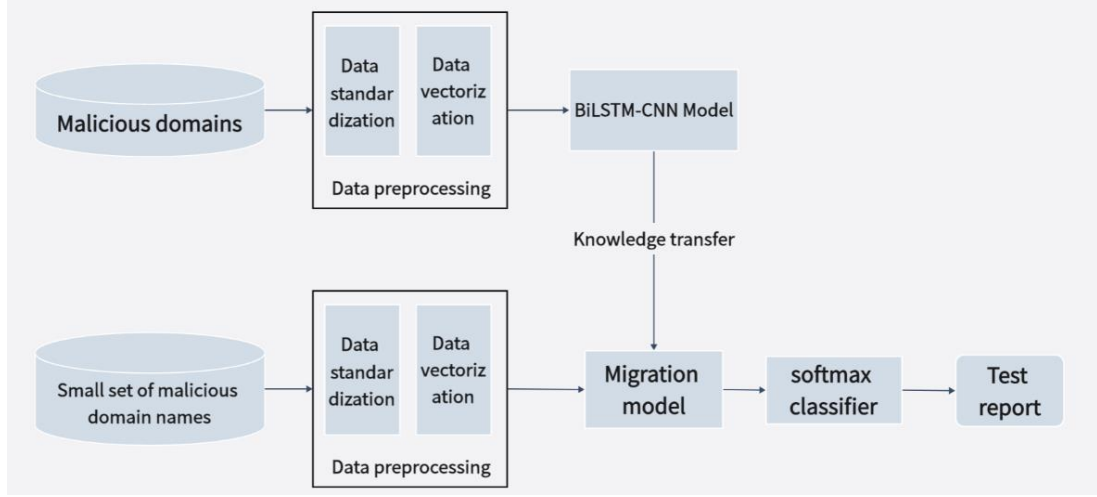 Malicious domains
Data
standar
dization
Data
vectoriz
ation
Data preprocessing
BiLSTM-CNN Model
Knowledge transfer
Small set of malicious
domain names
Data
standar
dization
Data
vectoriz
ation
Data preprocessing
Migration
model
softmax
classifier
Test
report